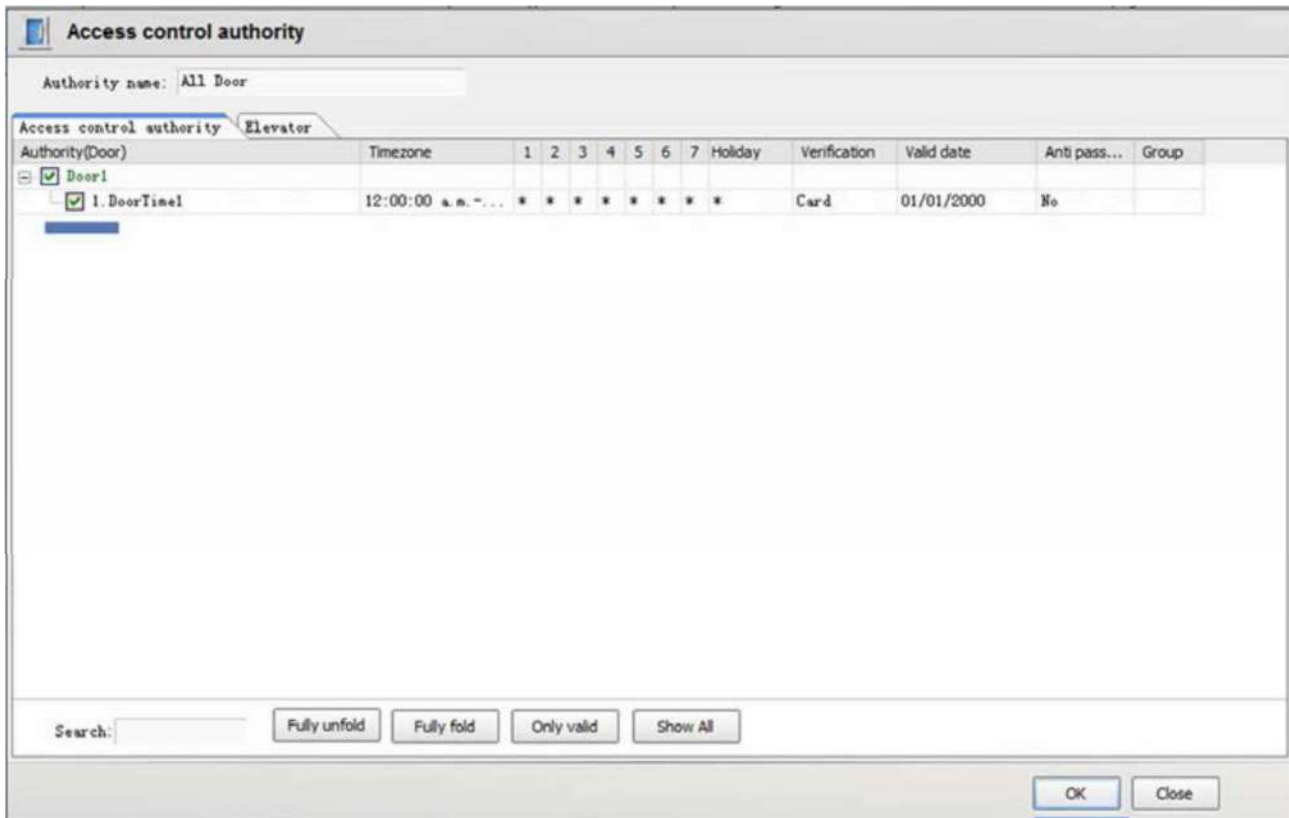 Access control authority
Authority name: All Door
Access control authority Elevator
Authority(Door) Timezone 1 2 3 4 5 6 7 Holiday Verification Valid date Anti pass... Group
Door1
1.DoorTime1 12:00:00 a.m.-... * * * * * * * * Card 01/01/2000 No
Search: Fully unfold Fully fold Only valid Show All
OK Close